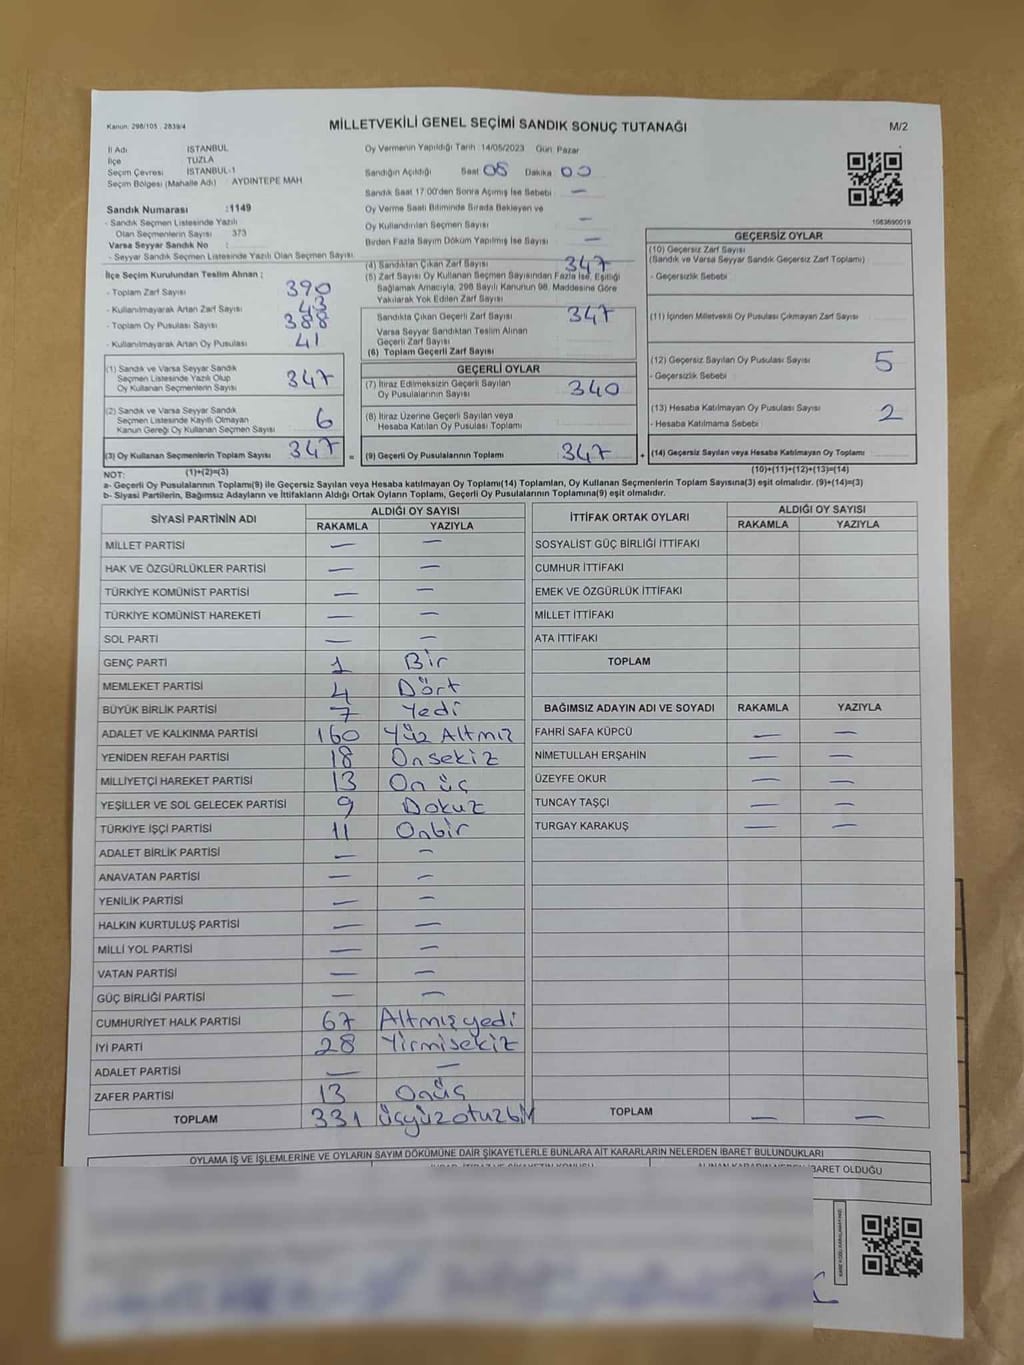 Kanun: 298/105 , 2839/4
MİLLETVEKİLİ GENEL SEÇİMİ SANDIK SONUÇ TUTANAĞI
M/2
İl Adı İSTANBUL
İlçe TUZLA
Seçim Çevresi İSTANBUL-1
Seçim Bölgesi (Mahalle Adı) AYDINTEPE MAH
Sandık Numarası :1149
- Sandık Seçmen Listesinde Yazılı
Olan Seçmenlerin Sayısı 373
Varsa Seyyar Sandık No :
- Seyyar Sandık Seçmen Listesinde Yazılı Olan Seçmen Sayısı
Oy Vermenin Yapıldığı Tarih :14/05/2023 Gün: Pazar
Sandığın Açıldığı Saat 08 Dakika 00
Sandık Saat 17:00'den Sonra Açılmış İse Sebebi —
Oy Verme Saati Bitiminde Sırada Bekleyen ve
Oy Kullandırılan Seçmen Sayısı —
Birden Fazla Sayım Döküm Yapılmış İse Sayısı —
1083690019
İlçe Seçim Kurulundan Teslim Alınan ;
- Toplam Zarf Sayısı 390
- Kullanılmayarak Artan Zarf Sayısı 43
- Toplam Oy Pusulası Sayısı 388
- Kullanılmayarak Artan Oy Pusulası 41
(1) Sandık ve Varsa Seyyar Sandık
Seçmen Listesinde Yazılı Olup
Oy Kullanan Seçmenlerin Sayısı 347
(2) Sandık ve Varsa Seyyar Sandık
Seçmen Listesinde Kayıtlı Olmayan
Kanun Gereği Oy Kullanan Seçmen Sayısı 6
(3) Oy Kullanan Seçmenlerin Toplam Sayısı 347 =
(1)+(2)=(3)
(4) Sandıktan Çıkan Zarf Sayısı 347
(5) Zarf Sayısı Oy Kullanan Seçmen Sayısından Fazla İse, Eşitliği
Sağlamak Amacıyla, 298 Sayılı Kanunun 98. Maddesine Göre
Yakılarak Yok Edilen Zarf Sayısı
Sandıkta Çıkan Geçerli Zarf Sayısı 347
Varsa Seyyar Sandıktan Teslim Alınan
Geçerli Zarf Sayısı
(6) Toplam Geçerli Zarf Sayısı
GEÇERLİ OYLAR
(7) İtiraz Edilmeksizin Geçerli Sayılan
Oy Pusulalarının Sayısı 340
(8) İtiraz Üzerine Geçerli Sayılan veya
Hesaba Katılan Oy Pusulası Toplamı
(9) Geçerli Oy Pusulalarının Toplamı 347 +
GEÇERSİZ OYLAR
(10) Geçersiz Zarf Sayısı
(Sandık ve Varsa Seyyar Sandık Geçersiz Zarf Toplamı)
- Geçersizlik Sebebi
(11) İçinden Milletvekili Oy Pusulası Çıkmayan Zarf Sayısı
(12) Geçersiz Sayılan Oy Pusulası Sayısı 5
- Geçersizlik Sebebi
(13) Hesaba Katılmayan Oy Pusulası Sayısı 2
- Hesaba Katılmama Sebebi
(14) Geçersiz Sayılan veya Hesaba Katılmayan Oy Toplamı
(10)+(11)+(12)+(13)=(14)
NOT:
a- Geçerli Oy Pusulalarının Toplamı(9) ile Geçersiz Sayılan veya Hesaba katılmayan Oy Toplamı(14) Toplamları, Oy Kullanan Seçmenlerin Toplam Sayısına(3) eşit olmalıdır. (9)+(14)=(3)
b- Siyasi Partilerin, Bağımsız Adayların ve İttifakların Aldığı Ortak Oyların Toplamı, Geçerli Oy Pusulalarının Toplamına(9) eşit olmalıdır.
SİYASİ PARTİNİN ADI ALDIĞI OY SAYISI
RAKAMLA YAZIYLA
MİLLET PARTİSİ — —
HAK VE ÖZGÜRLÜKLER PARTİSİ — —
TÜRKİYE KOMÜNİST PARTİSİ — —
TÜRKİYE KOMÜNİST HAREKETİ — —
SOL PARTİ — —
GENÇ PARTİ 1 Bir
MEMLEKET PARTİSİ 4 Dört
BÜYÜK BİRLİK PARTİSİ 7 Yedi
ADALET VE KALKINMA PARTİSİ 160 Yüz Altmız
YENİDEN REFAH PARTİSİ 18 Onsekiz
MİLLİYETÇİ HAREKET PARTİSİ 13 On üç
YEŞİLLER VE SOL GELECEK PARTİSİ 9 Dokuz
TÜRKİYE İŞÇİ PARTİSİ 11 Onbir
ADALET BİRLİK PARTİSİ — —
ANAVATAN PARTİSİ — —
YENİLİK PARTİSİ — —
HALKIN KURTULUŞ PARTİSİ — —
MİLLİ YOL PARTİSİ — —
VATAN PARTİSİ — —
GÜÇ BİRLİĞİ PARTİSİ — —
CUMHURİYET HALK PARTİSİ 67 Altmışyedi
İYİ PARTİ 28 Yirmisekiz
ADALET PARTİSİ — —
ZAFER PARTİSİ 13 Onüç
TOPLAM 331 üçyüzotuzbir
İTTİFAK ORTAK OYLARI ALDIĞI OY SAYISI
RAKAMLA YAZIYLA
SOSYALİST GÜÇ BİRLİĞİ İTTİFAKI
CUMHUR İTTİFAKI
EMEK VE ÖZGÜRLÜK İTTİFAKI
MİLLET İTTİFAKI
ATA İTTİFAKI
TOPLAM
BAĞIMSIZ ADAYIN ADI VE SOYADI RAKAMLA YAZIYLA
FAHRİ SAFA KÜPCÜ — —
NİMETULLAH ERŞAHİN — —
ÜZEYFE OKUR — —
TUNCAY TAŞÇI — —
TURGAY KARAKUŞ — —
TOPLAM — —
OYLAMA İŞ VE İŞLEMLERİNE VE OYLARIN SAYIM DÖKÜMÜNE DAİR ŞİKAYETLERLE BUNLARA AİT KARARLARIN NELERDEN İBARET BULUNDUKLARI
ALINAN KARARIN NEDEN İBARET OLDUĞU